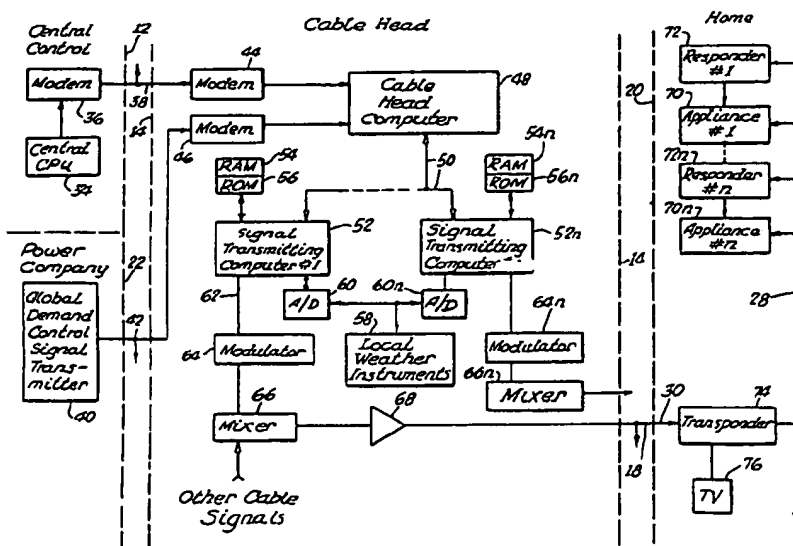 Cable Head
Home
Central
Control
12
44
72
Modem
36
38
14
Modem
Cable
Head
Computer
48
20
Responder
#1
70
Modem
46
Appliance
#1
Central
CPU
34
RAM
ROM
54
56
50
RAM
ROM
54n
56n
72n
Responder
#n
70n
Appliance
#n
Signal
Transmitting
Computer #1
52
Signal
Transmitting
Computer
52n
Power
Company
22
14
Global
Demand
Control
Signal
Trans-
mitter
40
42
62
A/D
60
60n
A/D
28
58
Local
Weather
Instruments
64
Modulator
64n
Modulator
66n
Mixer
66
Mixer
68
18
30
74
Transponder
76
TV
Other Cable
Signals